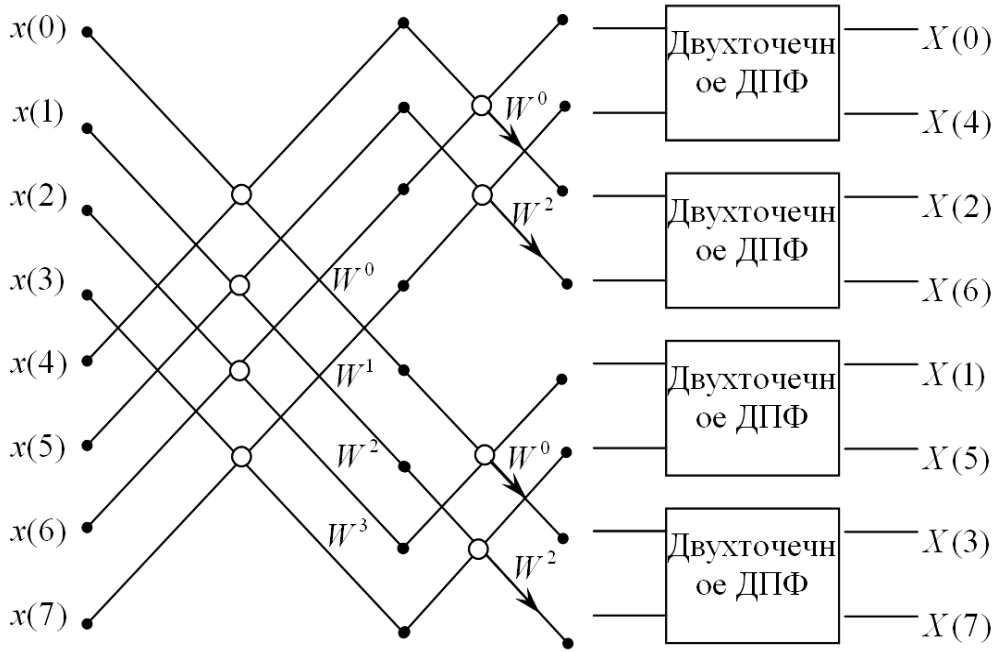 x(0)
x(1)
x(2)
x(3)
x(4)
x(5)
x(6)
x(7)
W⁰
W¹
W²
W³
W⁰
W²
W⁰
W²
Двухточечн
ое ДПФ
Двухточечн
ое ДПФ
Двухточечн
ое ДПФ
Двухточечн
ое ДПФ
X(0)
X(4)
X(2)
X(6)
X(1)
X(5)
X(3)
X(7)